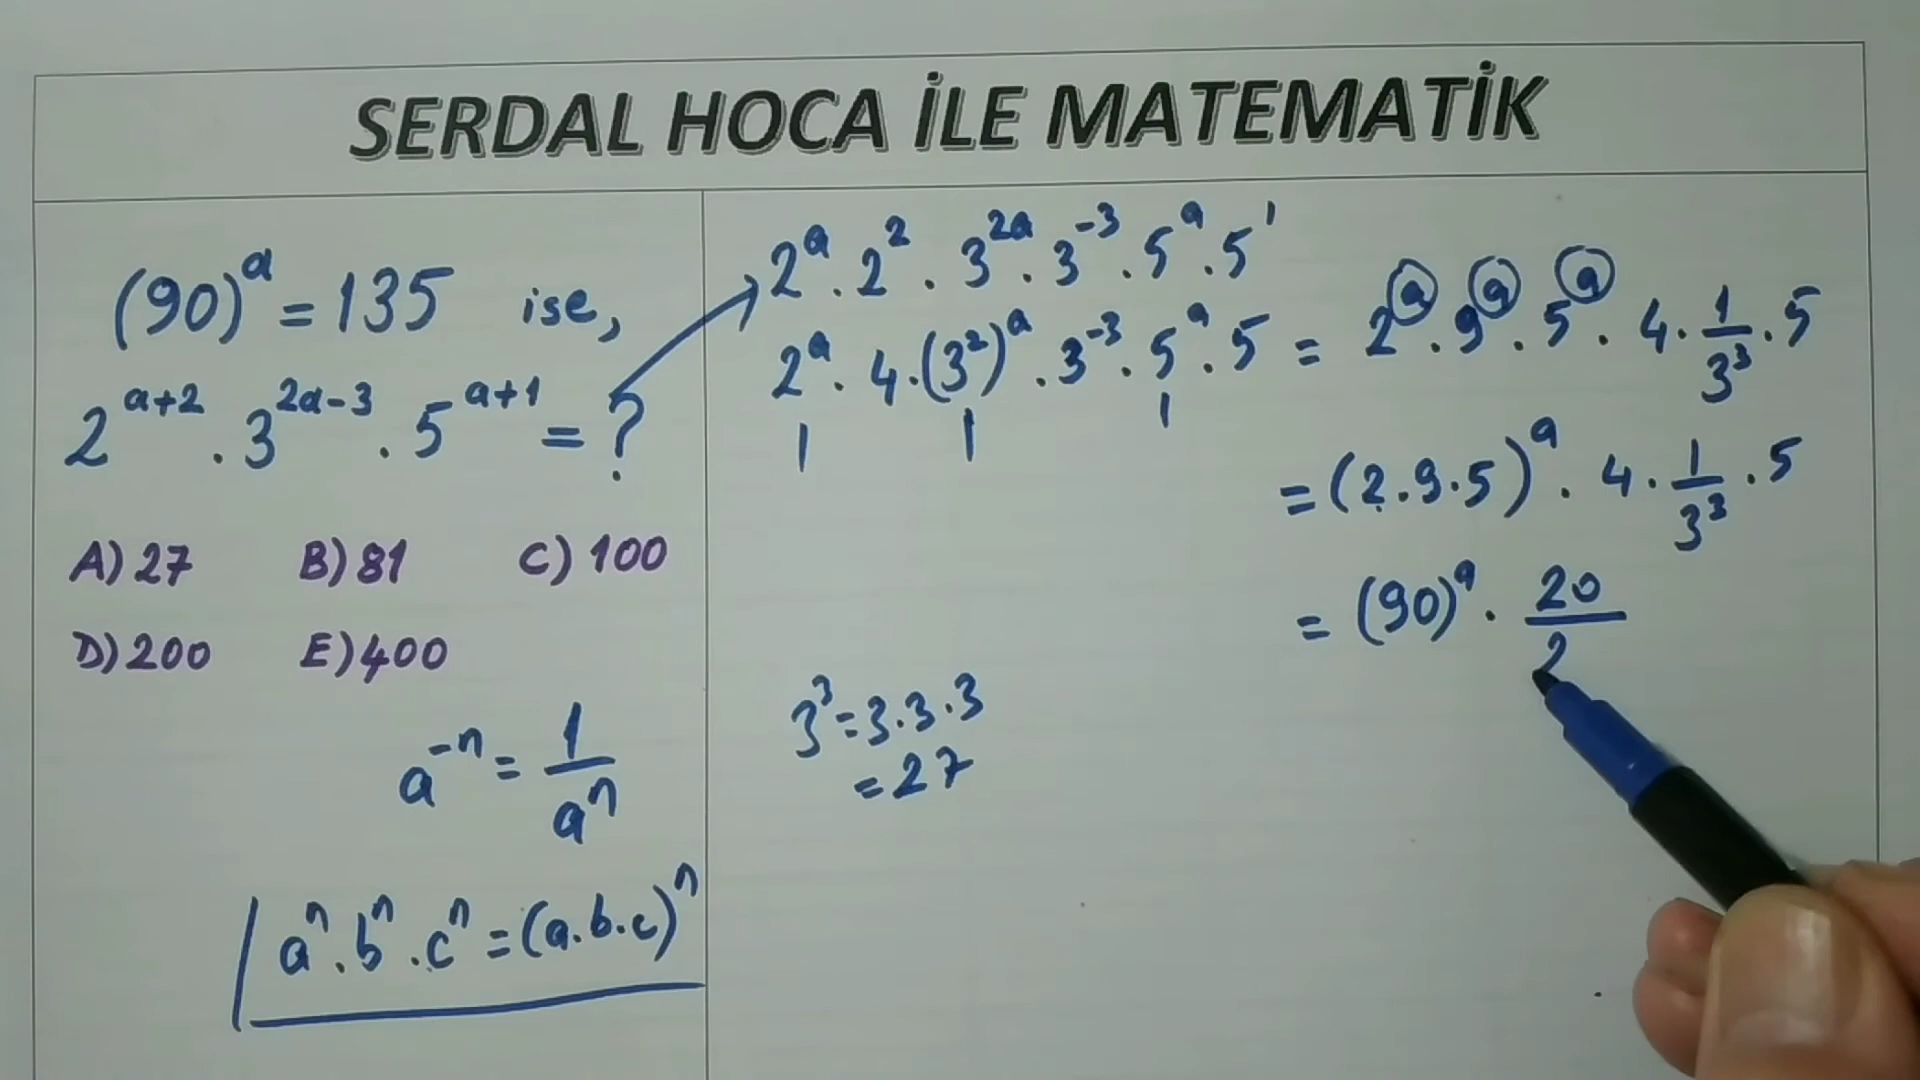 SERDAL HOCA İLE MATEMATİK
(90)^a = 135 ise,
2^(a+2) . 3^(2a-3) . 5^(a+1) = ?
A) 27 B) 81 C) 100
D) 200 E) 400
a^(-n) = 1/a^n
a^n . b^n . c^n = (a.b.c)^n
2^a . 2^2 . 3^(2a) . 3^(-3) . 5^a . 5^1
2^a . 4 . (3^2)^a . 3^(-3) . 5^a . 5 = 2^a . 9^a . 5^a . 4 . 1/3^3 . 5
= (2.9.5)^a . 4 . 1/3^3 . 5
= (90)^a . 20/2
3^3 = 3.3.3
= 27